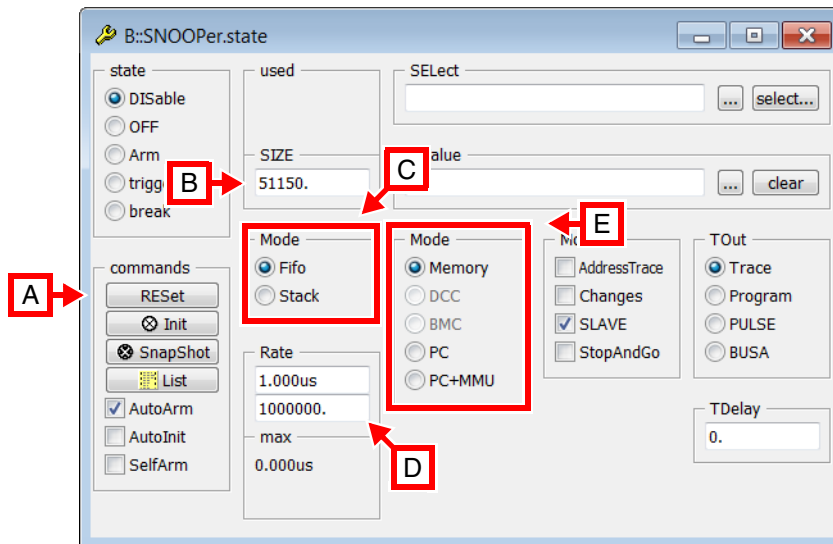 B::SNOOPer.state
state
DISable
OFF
Arm
break
used
SIZE
51150.
SELect
...
select...
...
clear
B
C
E
A
D
commands
RESet
Init
SnapShot
List
AutoArm
AutoInit
SelfArm
Mode
Fifo
Stack
Rate
1.000us
1000000.
max
0.000us
Mode
Memory
DCC
BMC
PC
PC+MMU
AddressTrace
Changes
SLAVE
StopAndGo
TOut
Trace
Program
PULSE
BUSA
TDelay
0.